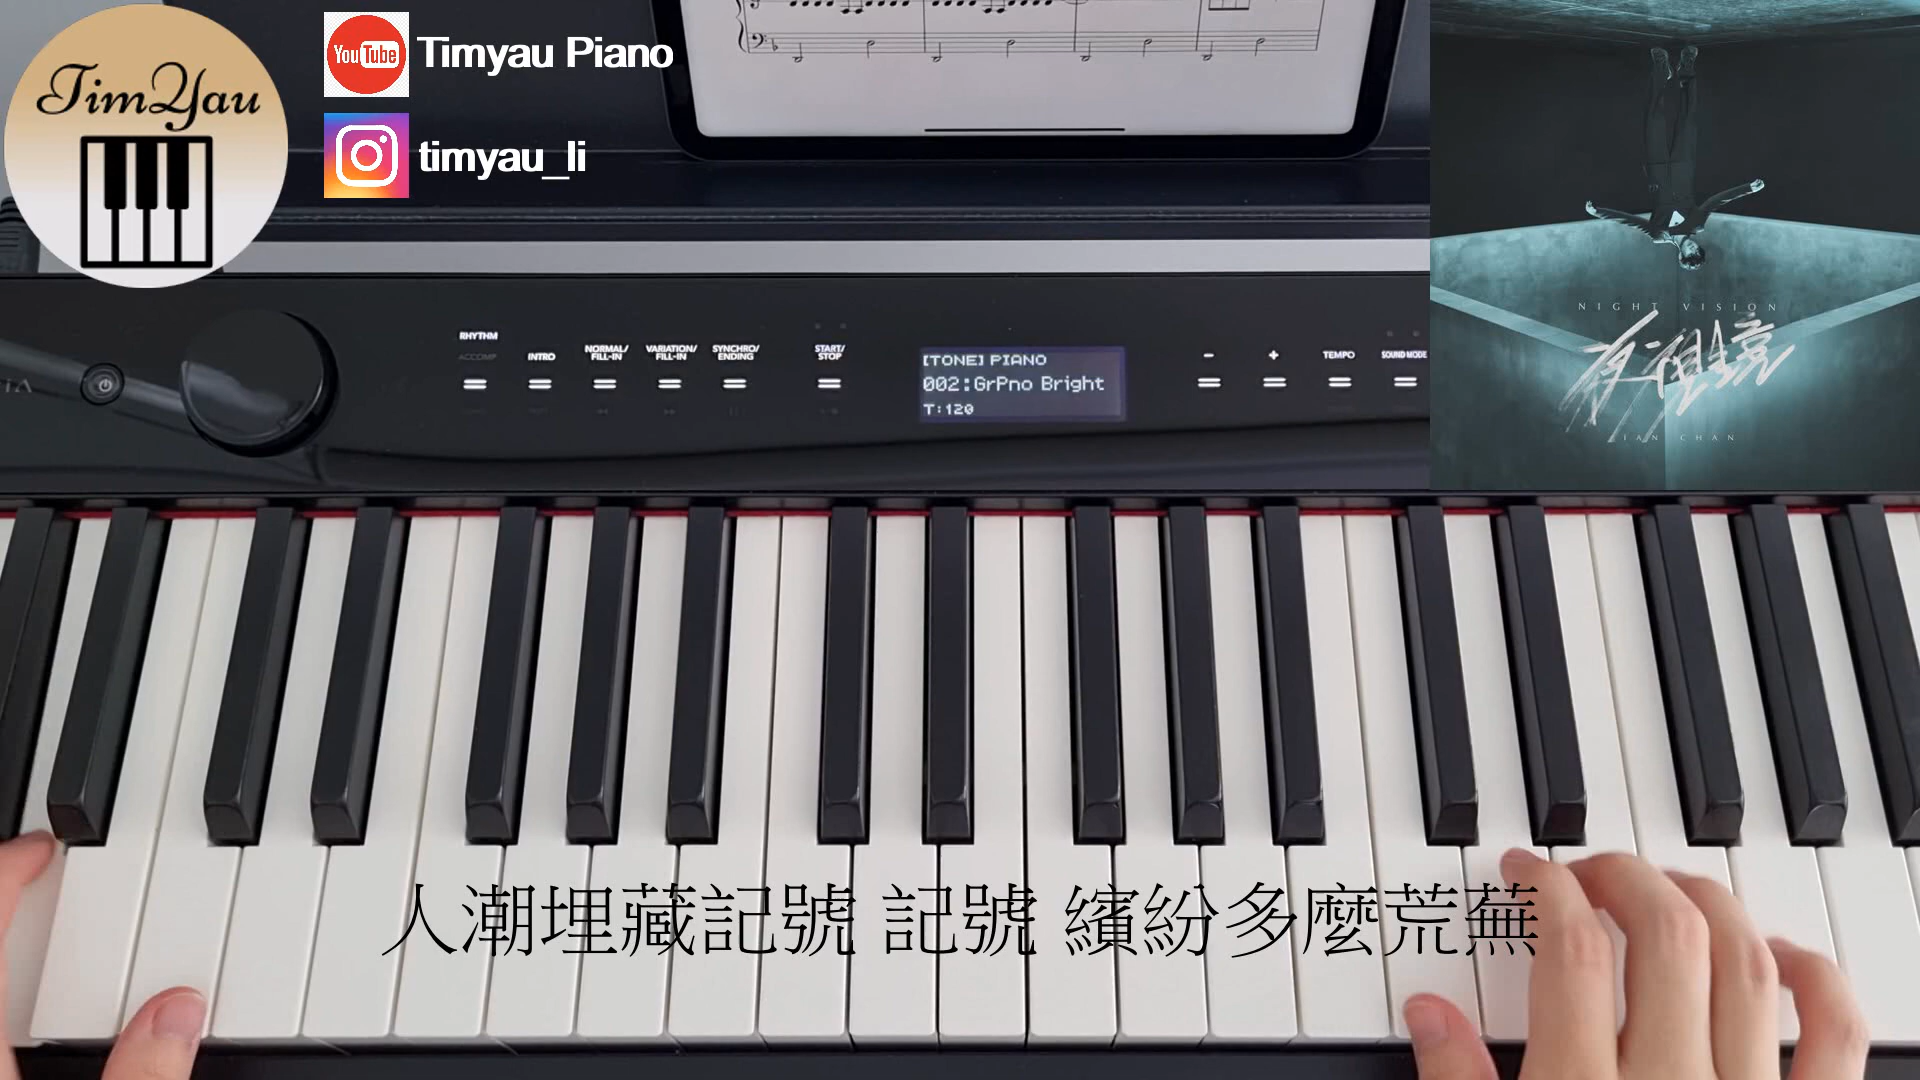 TimYau
YouTube
Timyau Piano
timyau_li
RHYTHM
ACCOMP
INTRO
NORMAL/
FILL-IN
VARIATION/
FILL-IN
SYNCHRO/
ENDING
START/
STOP
[TONE] PIANO
002:GrPno Bright
T:120
-
+
TEMPO
SOUND MODE
NIGHT VISION
夜視鏡
IAN CHAN
人潮埋藏記號 記號 繽紛多麼荒蕪